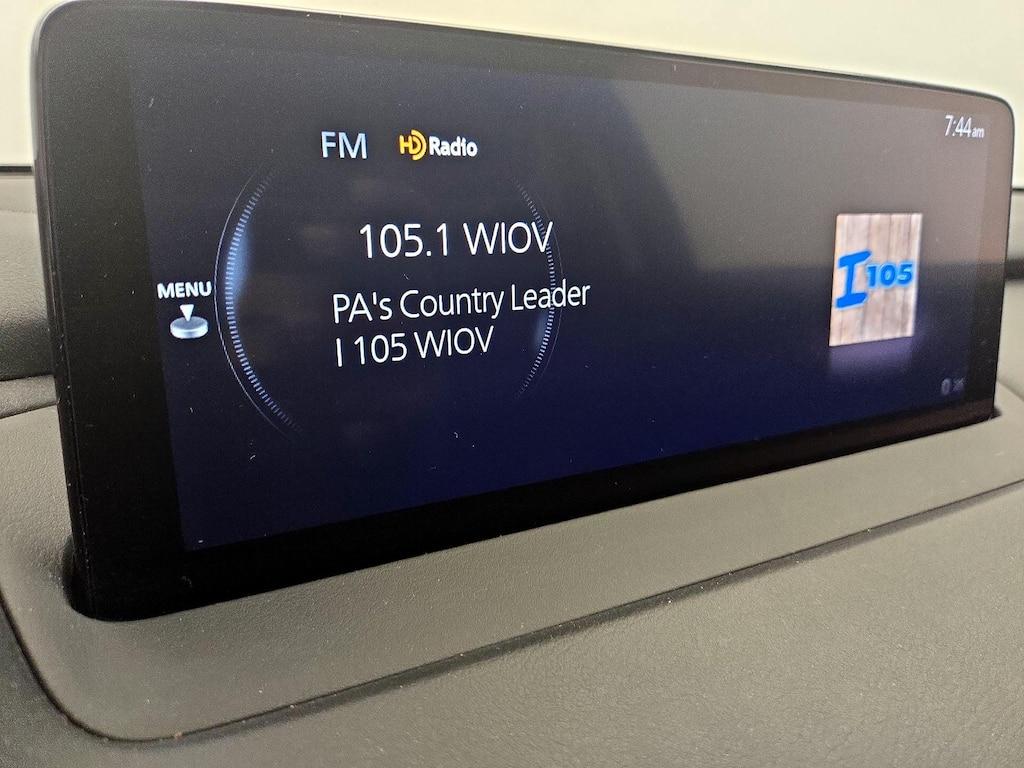 FM HD Radio
7:44am
105.1 WIOV
MENU
PA's Country Leader
I 105 WIOV
I105